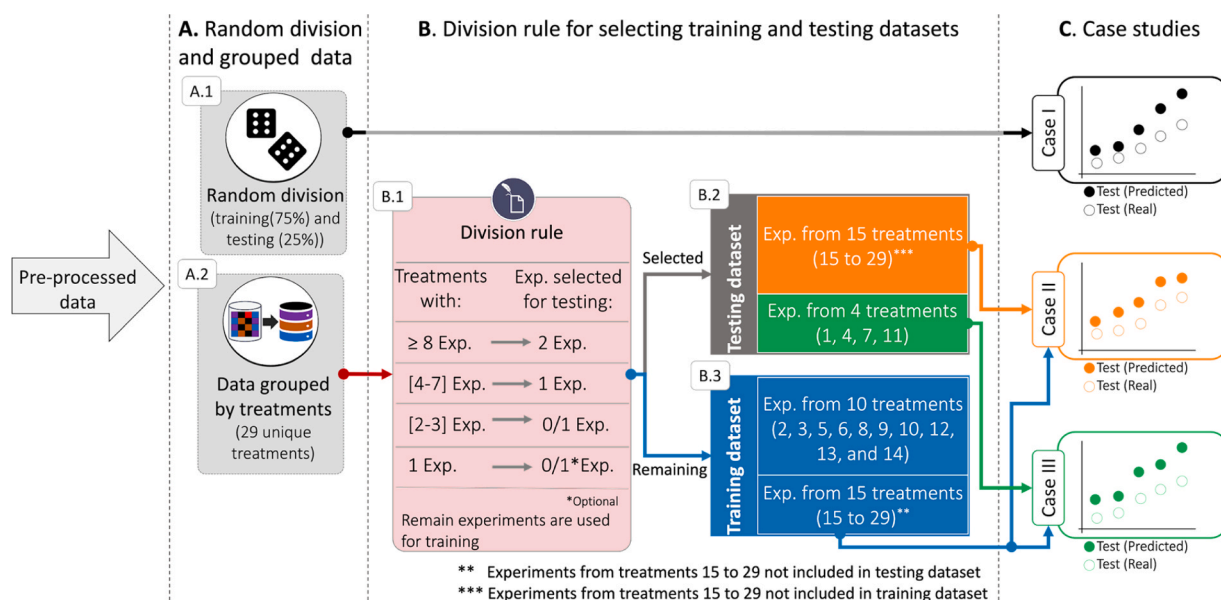 A. Random division
and grouped data
B. Division rule for selecting training and testing datasets
C. Case studies
Pre-processed
data
A.1
Random division
(training(75%) and
testing (25%))
A.2
Data grouped
by treatments
(29 unique
treatments)
B.1
Division rule
Treatments
with:
Exp. selected
for testing:
≥ 8 Exp.
2 Exp.
[4-7] Exp.
1 Exp.
[2-3] Exp.
0/1 Exp.
1 Exp.
0/1*Exp.
*Optional
Remain experiments are used
for training
Selected
Remaining
B.2
Testing dataset
Exp. from 15 treatments
(15 to 29)***
Exp. from 4 treatments
(1, 4, 7, 11)
B.3
Training dataset
Exp. from 10 treatments
(2, 3, 5, 6, 8, 9, 10, 12,
13, and 14)
Exp. from 15 treatments
(15 to 29)**
** Experiments from treatments 15 to 29 not included in testing dataset
*** Experiments from treatments 15 to 29 not included in training dataset
Case I
Test (Predicted)
Test (Real)
Case II
Test (Predicted)
Test (Real)
Case III
Test (Predicted)
Test (Real)